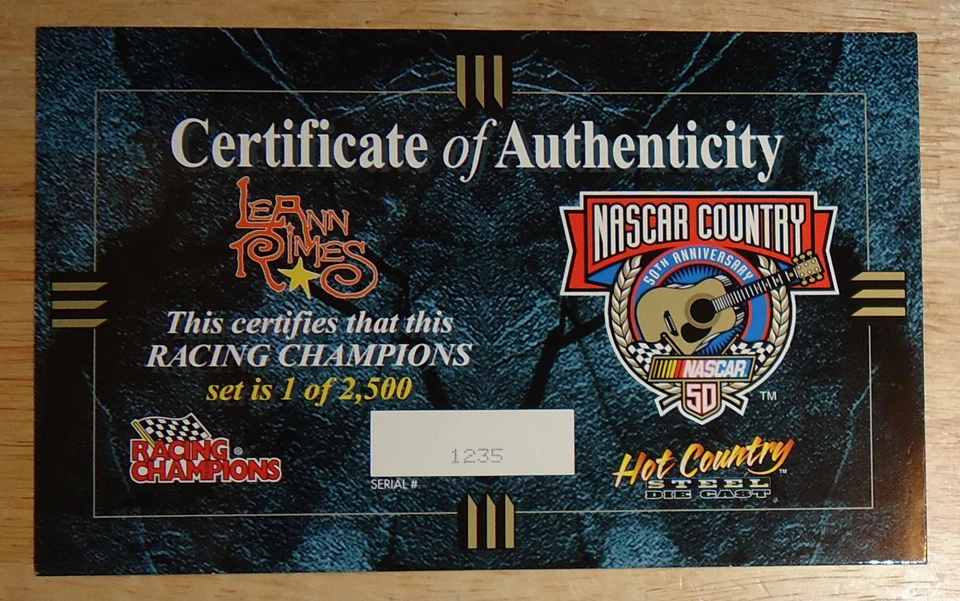 Certificate of Authenticity
LEANN
RIMES
NASCAR COUNTRY
50TH ANNIVERSARY
NASCAR
50
TM
This certifies that this
RACING CHAMPIONS
set is 1 of 2,500
RACING
CHAMPIONS
®
1235
SERIAL #
Hot Country
TM
STEEL
DIE CAST